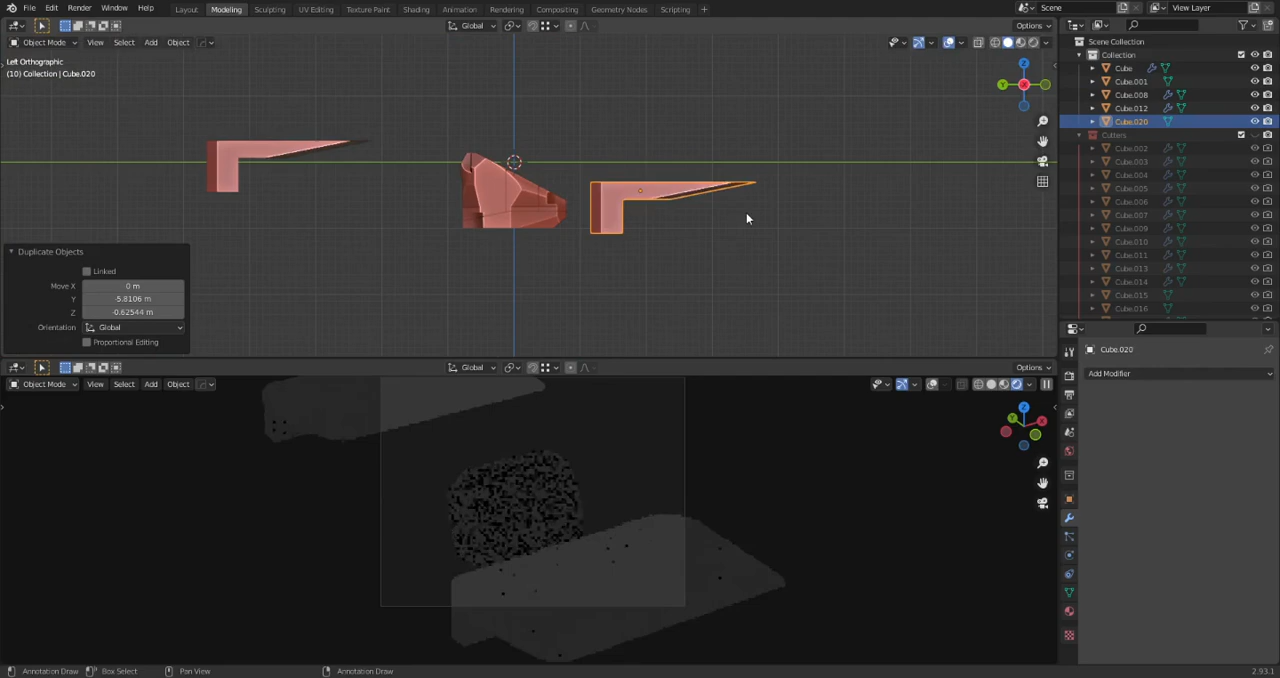 File Edit Render Window Help Layout Modeling Sculpting UV Editing Texture Paint Shading Animation Rendering Compositing Geometry Nodes Scripting + Scene View Layer
Global Options
Object Mode View Select Add Object
Left Orthographic
(10) Collection | Cube.020
Z
Y
X
Scene Collection
Collection
Cube
Cube.001
Cube.008
Cube.012
Cube.020
Cutters
Cube.002
Cube.003
Cube.004
Cube.005
Cube.006
Cube.007
Cube.009
Cube.010
Cube.011
Cube.013
Cube.014
Cube.015
Cube.016
Duplicate Objects
Linked
Move X 0 m
Y -5.8106 m
Z -0.62544 m
Orientation Global
Proportional Editing
Cube.020
Add Modifier
Global Options
Object Mode View Select Add Object
Z
Y
X
Annotation Draw Box Select Pan View Annotation Draw 2.93.1